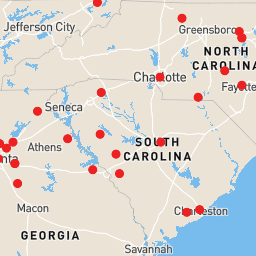 Jefferson City
Greensboro
NORTH
CAROLINA
Charlotte
Fayette
Seneca
Athens
SOUTH
CAROLINA
nta
Macon
Charleston
GEORGIA
Savannah